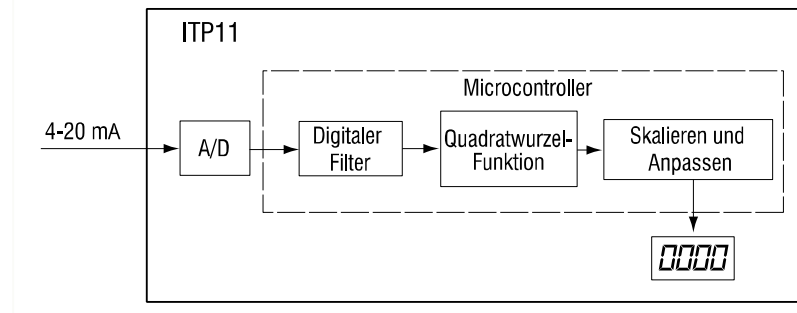 ITP11
Microcontroller
4-20 mA
A/D
Digitaler
Filter
Quadratwurzel-
Funktion
Skalieren und
Anpassen
0000